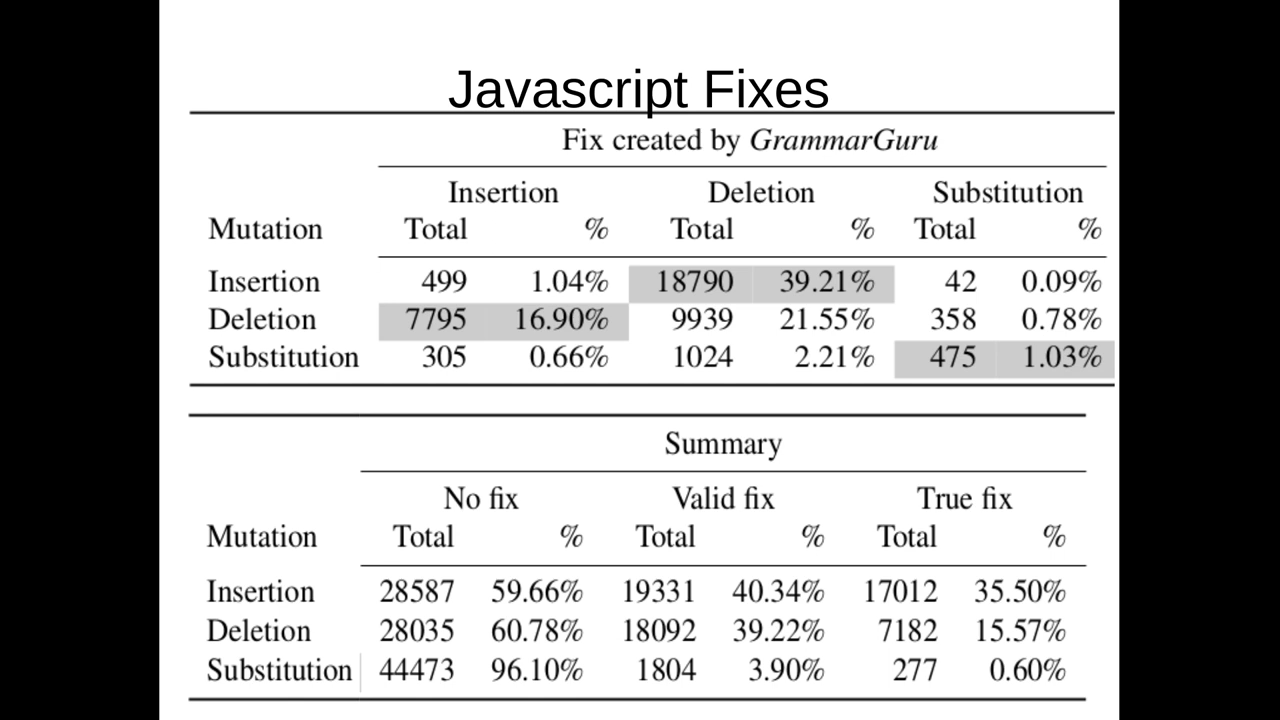 Javascript Fixes
Fix created by GrammarGuru
Insertion Deletion Substitution
Mutation Total % Total % Total %
Insertion 499 1.04% 18790 39.21% 42 0.09%
Deletion 7795 16.90% 9939 21.55% 358 0.78%
Substitution 305 0.66% 1024 2.21% 475 1.03%
Summary
No fix Valid fix True fix
Mutation Total % Total % Total %
Insertion 28587 59.66% 19331 40.34% 17012 35.50%
Deletion 28035 60.78% 18092 39.22% 7182 15.57%
Substitution 44473 96.10% 1804 3.90% 277 0.60%